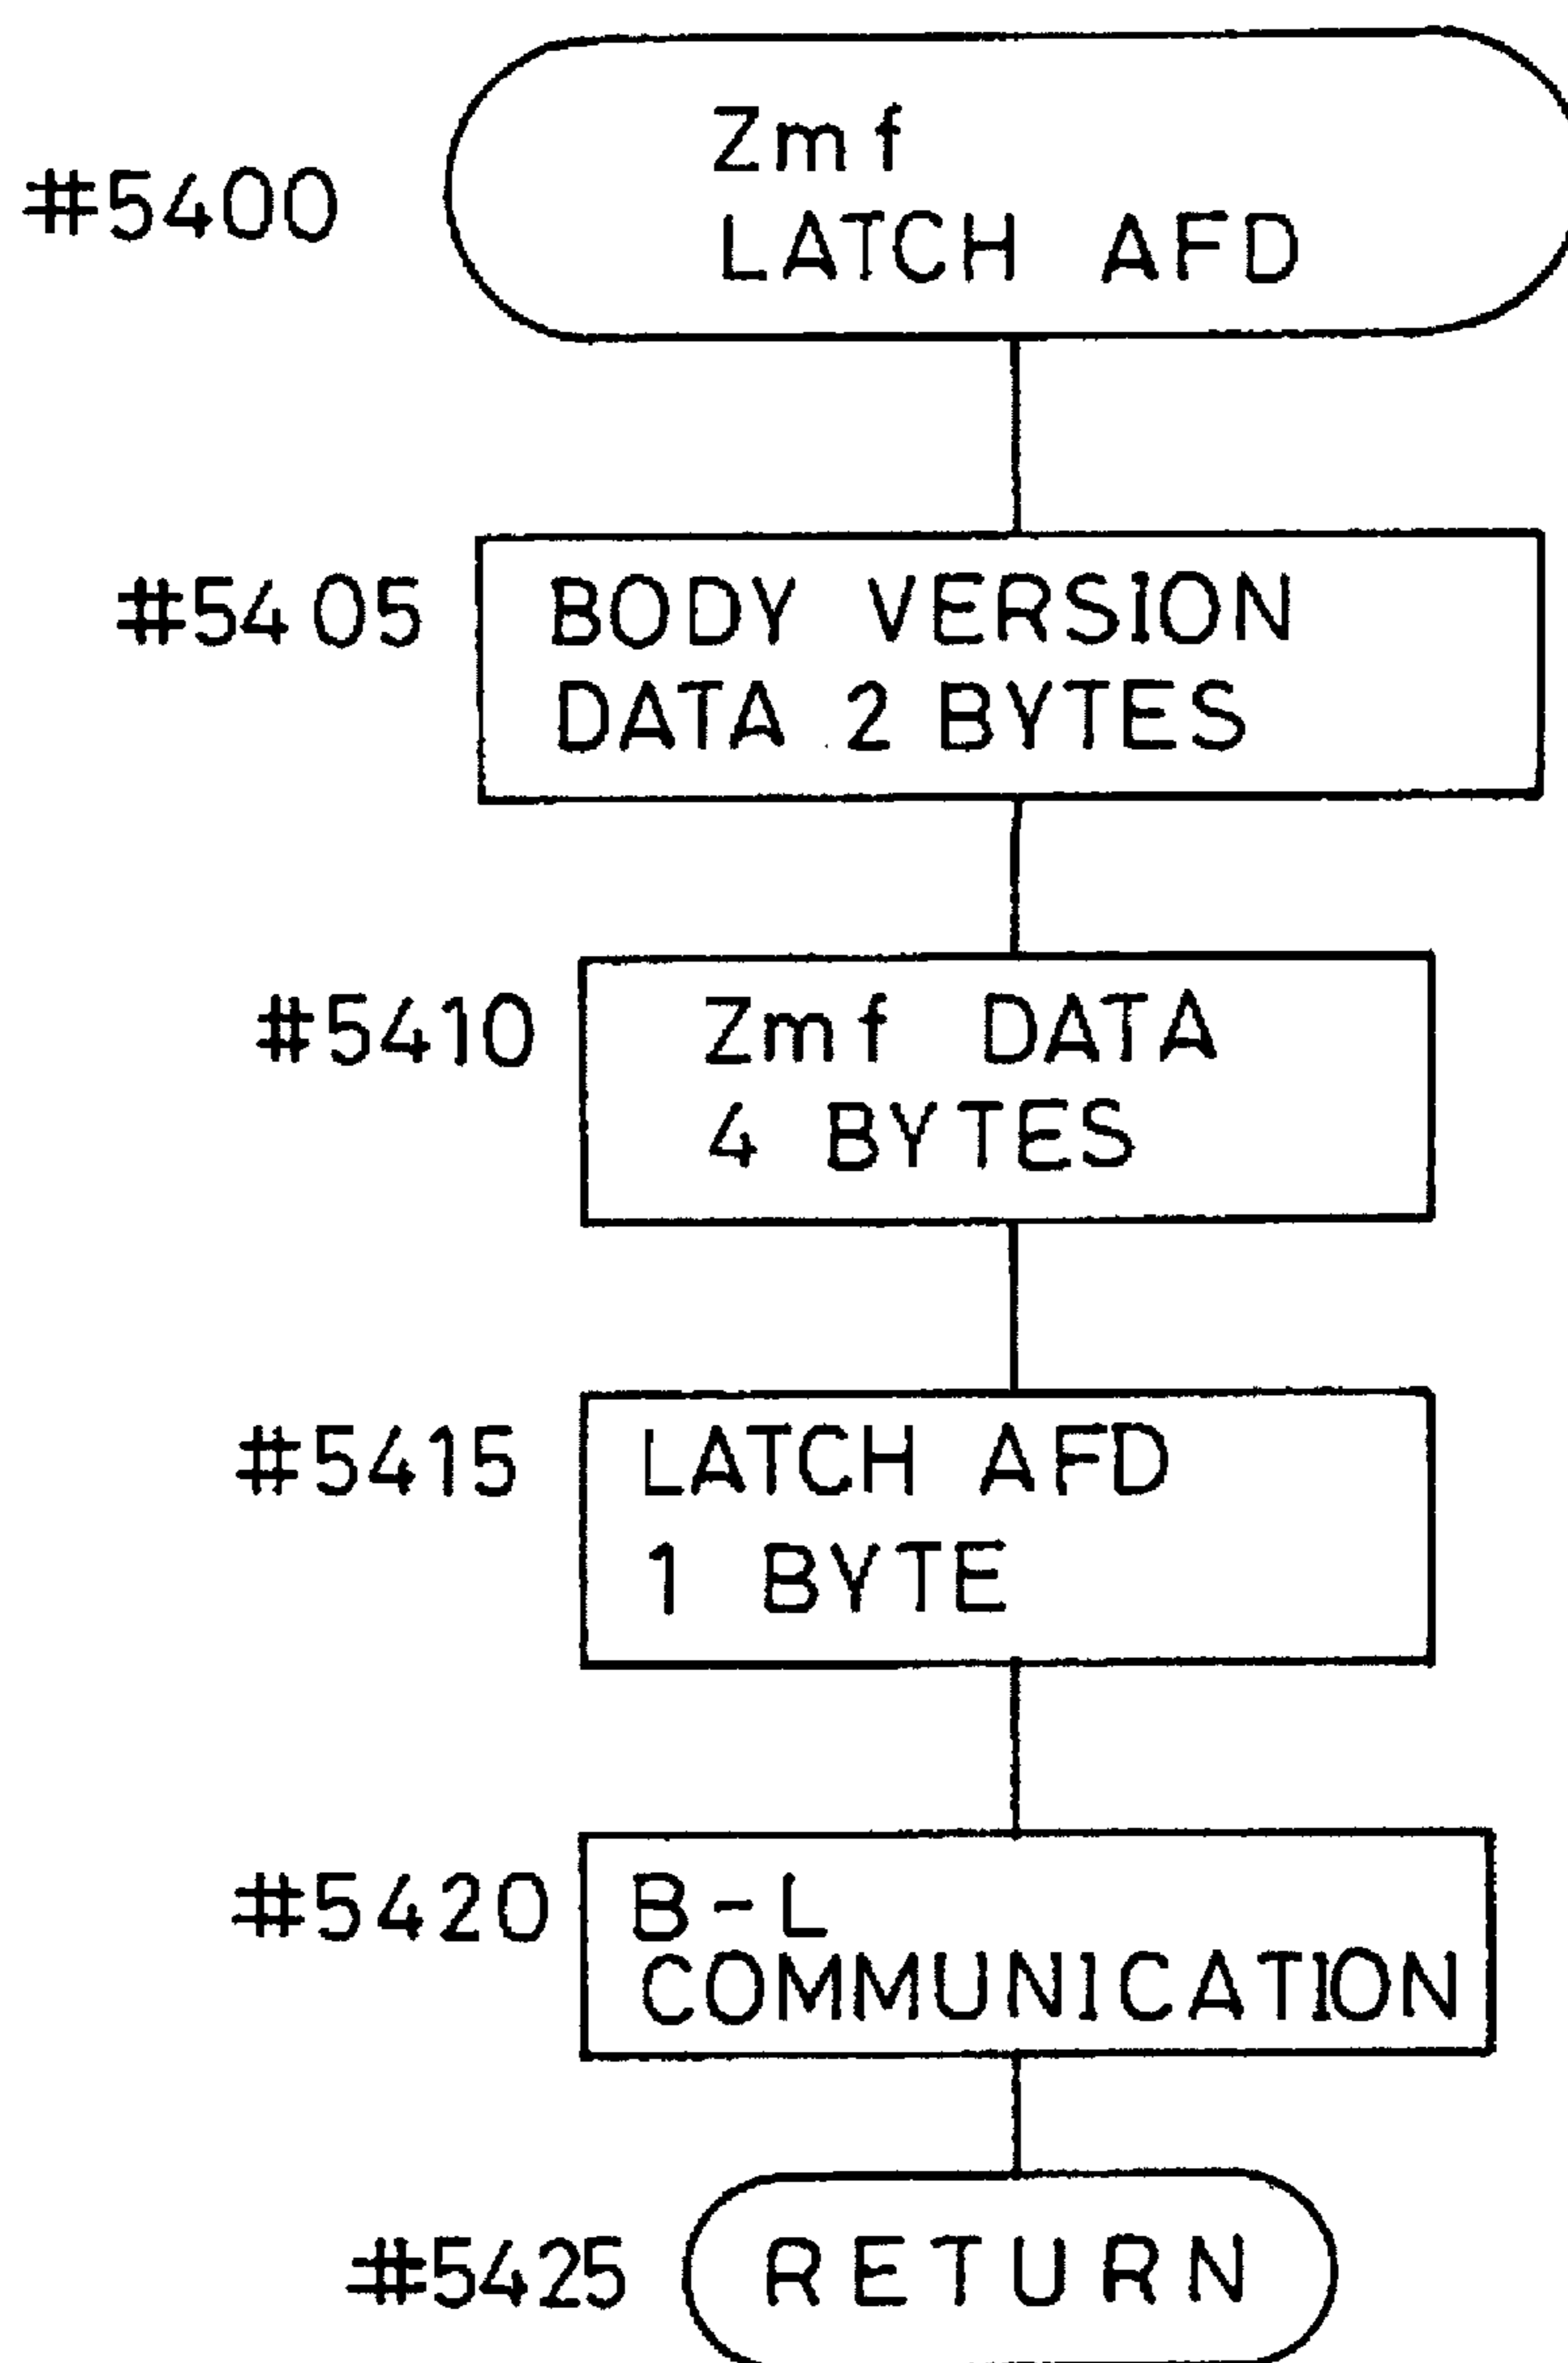 #5400
Zmf
LATCH AFD
#5405
BODY VERSION
DATA 2 BYTES
#5410
Zmf DATA
4 BYTES
#5415
LATCH AFD
1 BYTE
#5420
B-L
COMMUNICATION
#5425
RETURN